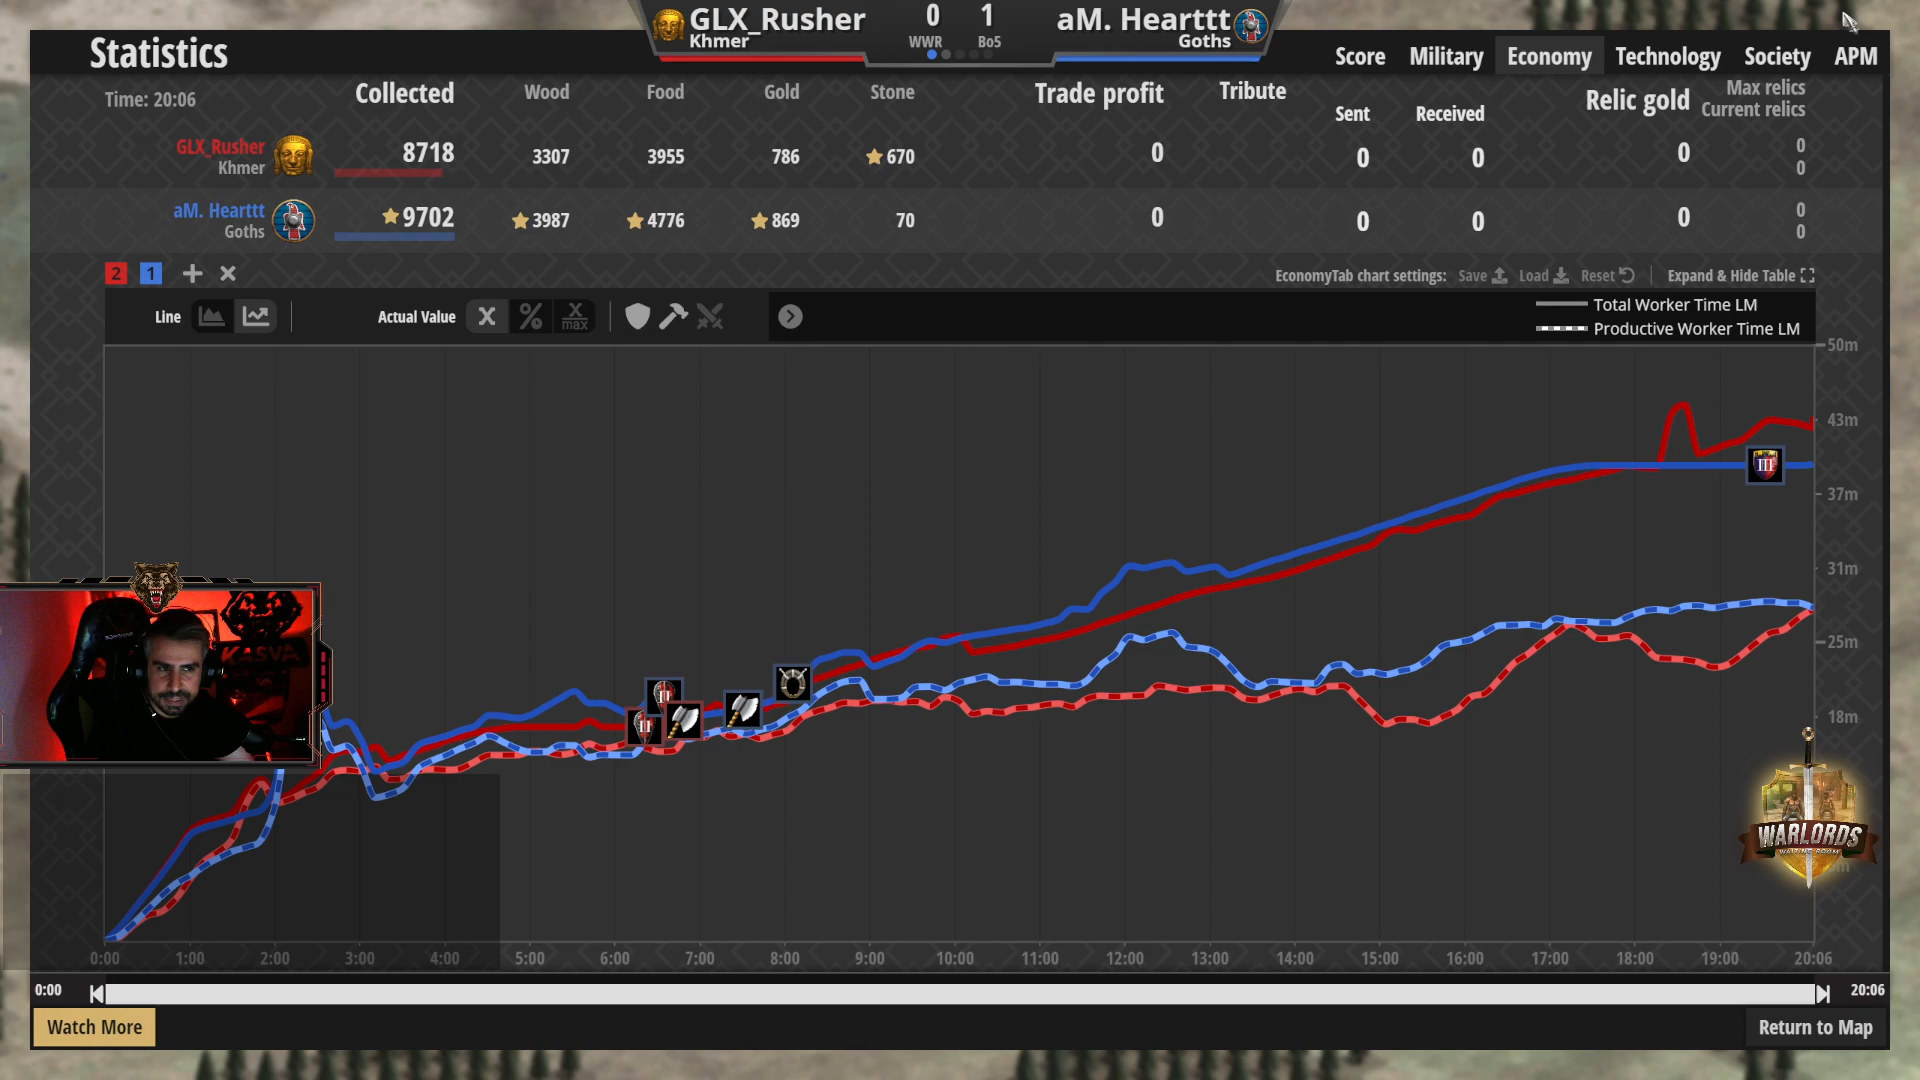 GLX_Rusher 0 1 aM. Hearttt
Khmer WWR Bo5 Goths
Statistics
Score Military Economy Technology Society APM
Time: 20:06 Collected Wood Food Gold Stone Trade profit Tribute Sent Received Relic gold Max relics
Current relics
GLX_Rusher 8718 3307 3955 786 670 0 0 0 0 0
Khmer 0
aM. Hearttt 9702 3987 4776 869 70 0 0 0 0 0
Goths 0
2 1 EconomyTab chart settings: Save Load Reset Expand & Hide Table
Line Actual Value X % X max
Total Worker Time LM
Productive Worker Time LM
50m
43m
37m
31m
25m
18m
II
II
III
KASVA
WARLORDS
WAITING ROOM
0:00 1:00 2:00 3:00 4:00 5:00 6:00 7:00 8:00 9:00 10:00 11:00 12:00 13:00 14:00 15:00 16:00 17:00 18:00 19:00 20:06
0:00 20:06
Watch More Return to Map